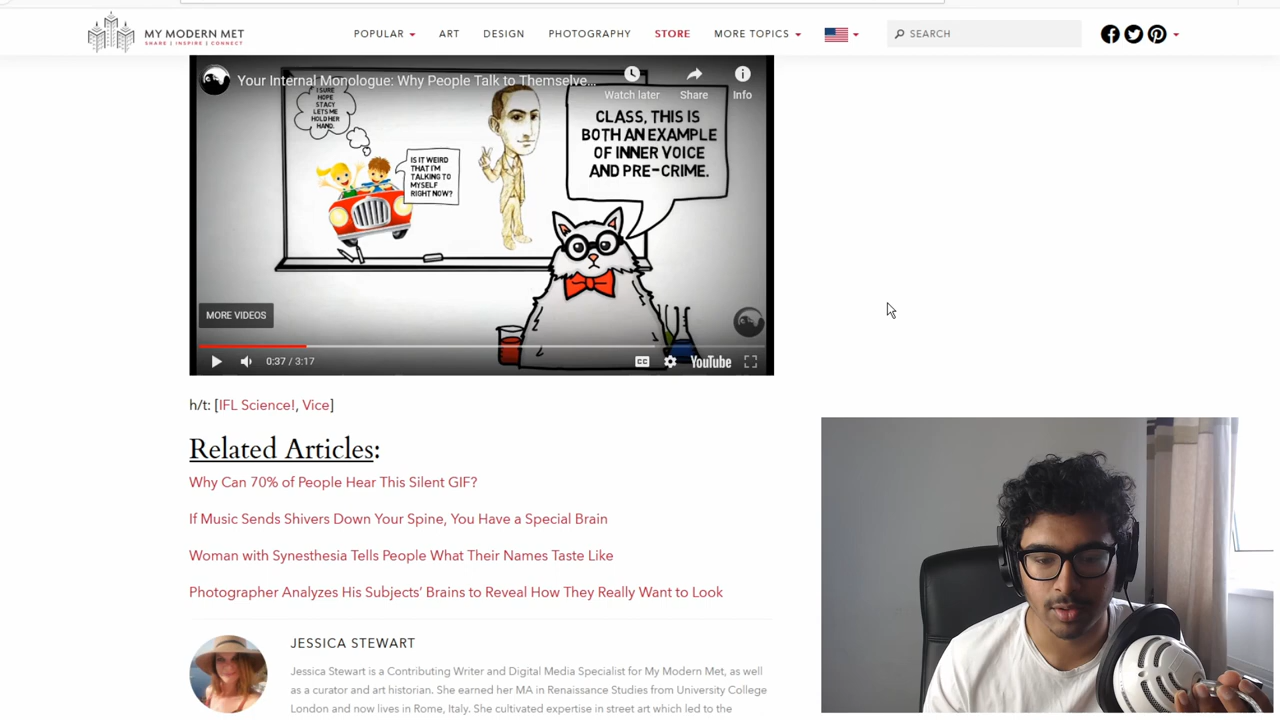 MY MODERN MET
SHARE | INSPIRE | CONNECT
POPULAR
ART
DESIGN
PHOTOGRAPHY
STORE
MORE TOPICS
SEARCH
Your Internal Monologue: Why People Talk to Themselve...
Watch later
Share
Info
I SURE
HOPE
STACY
LETS ME
HOLD HER
HAND.
IS IT WEIRD
THAT I'M
TALKING TO
MYSELF
RIGHT NOW?
CLASS, THIS IS
BOTH AN EXAMPLE
OF INNER VOICE
AND PRE-CRIME.
MORE VIDEOS
0:37 / 3:17
CC
YouTube
h/t: [IFL Science!, Vice]
Related Articles:
Why Can 70% of People Hear This Silent GIF?
If Music Sends Shivers Down Your Spine, You Have a Special Brain
Woman with Synesthesia Tells People What Their Names Taste Like
Photographer Analyzes His Subjects’ Brains to Reveal How They Really Want to Look
JESSICA STEWART
Jessica Stewart is a Contributing Writer and Digital Media Specialist for My Modern Met, as well
as a curator and art historian. She earned her MA in Renaissance Studies from University College
London and now lives in Rome, Italy. She cultivated expertise in street art which led to the